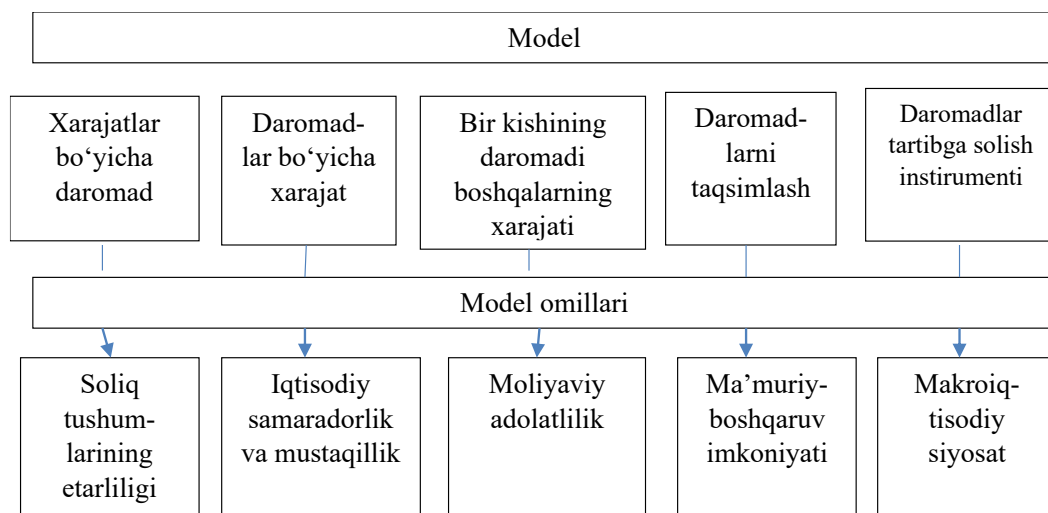 Model
Xarajatlar
bo‘yicha
daromad
Daromad-
lar bo‘yicha
xarajat
Bir kishining
daromadi
boshqalarning
xarajati
Daromad-
larni
taqsimlash
Daromadlar
tartibga solish
instirumenti
Model omillari
Soliq
tushum-
larining
etarliligi
Iqtisodiy
samaradorlik
va mustaqillik
Moliyaviy
adolatlilik
Ma’muriy-
boshqaruv
imkoniyati
Makroiq-
tisodiy
siyosat